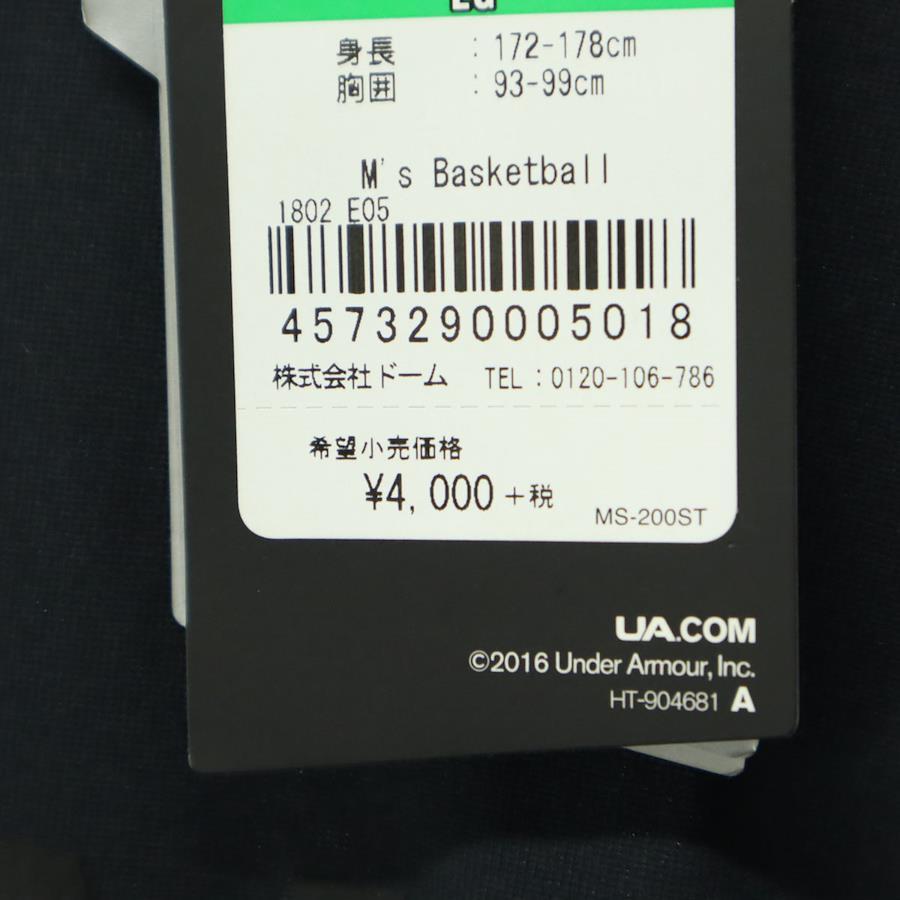 LG
身長 : 172-178cm
胸囲 : 93-99cm
M's Basketball
1802 E05
4573290005018
株式会社ドーム TEL：0120-106-786
希望小売価格
¥4,000＋税
MS-200ST
UA.COM
©2016 Under Armour, Inc.
HT-904681 A